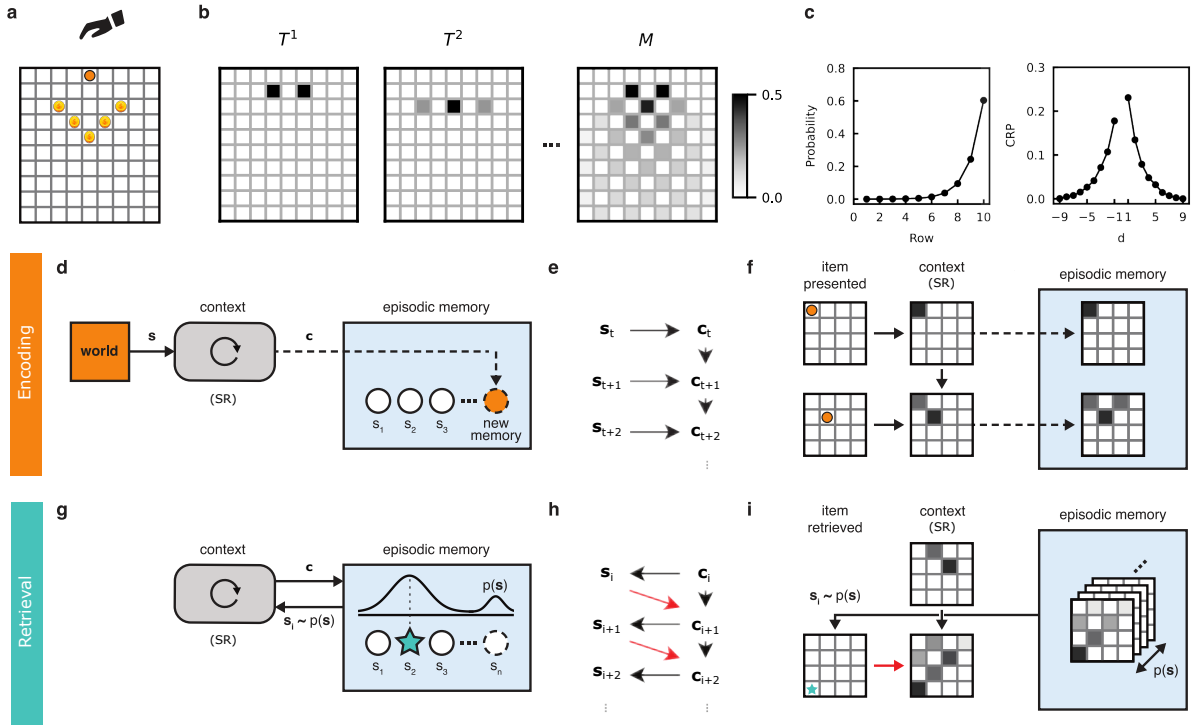 a
b
c
T¹
T²
M
0.5
0.0
Probability
0.8
0.6
0.4
0.2
0.0
0 2 4 6 8 10
Row
CRP
0.3
0.2
0.1
0.0
−9 −5 −11 5 9
d
Encoding
d
context
episodic memory
world
s
c
(SR)
s₁ s₂ s₃ new
memory
e
sₜ cₜ
sₜ₊₁ cₜ₊₁
sₜ₊₂ cₜ₊₂
f
item
presented
context
(SR)
episodic memory
Retrieval
g
context
episodic memory
c
p(s)
sᵢ ~ p(s)
(SR)
s₁ s₂ s₃ sₙ
h
sᵢ cᵢ
sᵢ₊₁ cᵢ₊₁
sᵢ₊₂ cᵢ₊₂
i
item
retrieved
context
(SR)
episodic memory
sᵢ ~ p(s)
p(s)